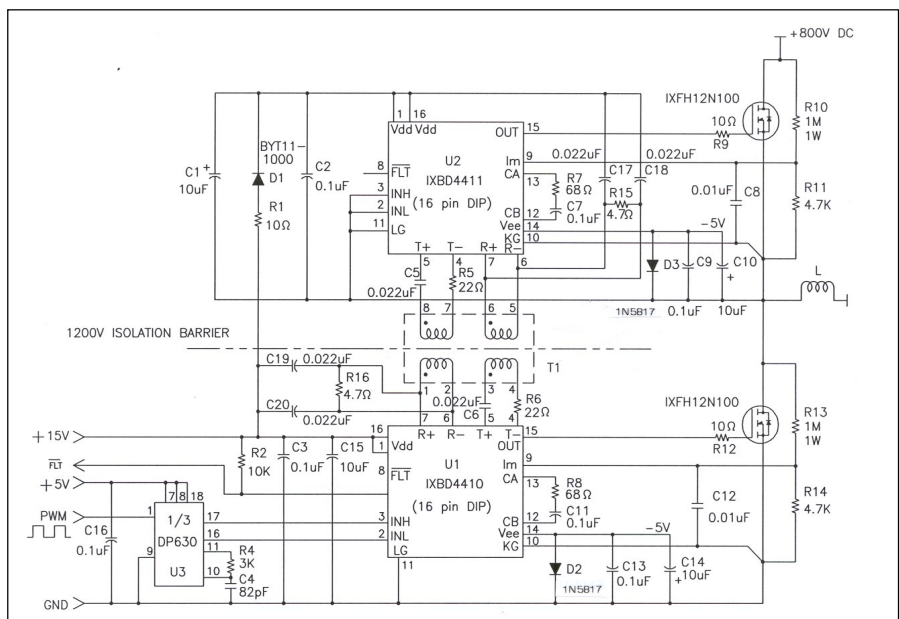 +800V DC
IXFH12N100
10Ω
R9
R10
1M
1W
1 16
Vdd Vdd
OUT 15
BYT11-
1000
D1
C1 +
10uF
C2
0.1uF
8 FLT
U2
IXBD4411
(16 pin DIP)
Im 9
0.022uF
0.022uF
CA
13
R7
68Ω
C17
C18
0.01uF
C8
R11
4.7K
3 INH
2 INL
11 LG
R1
10Ω
C7
0.1uF
R15
4.7Ω
CB 12
Vee 14
KG 10
-5V
T+ T- R+ R-
5 4 7 6
C5
0.022uF
R5
22Ω
D3
C9
C10
+
1N5817
0.1uF
10uF
L
8 7 6 5
1200V ISOLATION BARRIER
T1
C19 0.022uF
R16
4.7Ω
C20
0.022uF
1 2 3 4
0.022uF
C6
R6
22Ω
7 6 5 4
IXFH12N100
10Ω
R12
R13
1M
1W
+15V
16
1
Vdd
R+ R- T+ T-
OUT 15
R2
10K
C3
0.1uF
C15
10uF
FLT
8 FLT
U1
IXBD4410
(16 pin DIP)
Im 9
CA
13
R8
68Ω
C11
0.1uF
C12
0.01uF
R14
4.7K
+5V
7 8 18
PWM
1
1/3
DP630
U3
17
16
11
10
9
C16
0.1uF
R4
3K
C4
82pF
3 INH
2 INL
LG
11
CB 12
Vee 14
KG 10
-5V
D2
1N5817
C13
0.1uF
C14
+10uF
GND